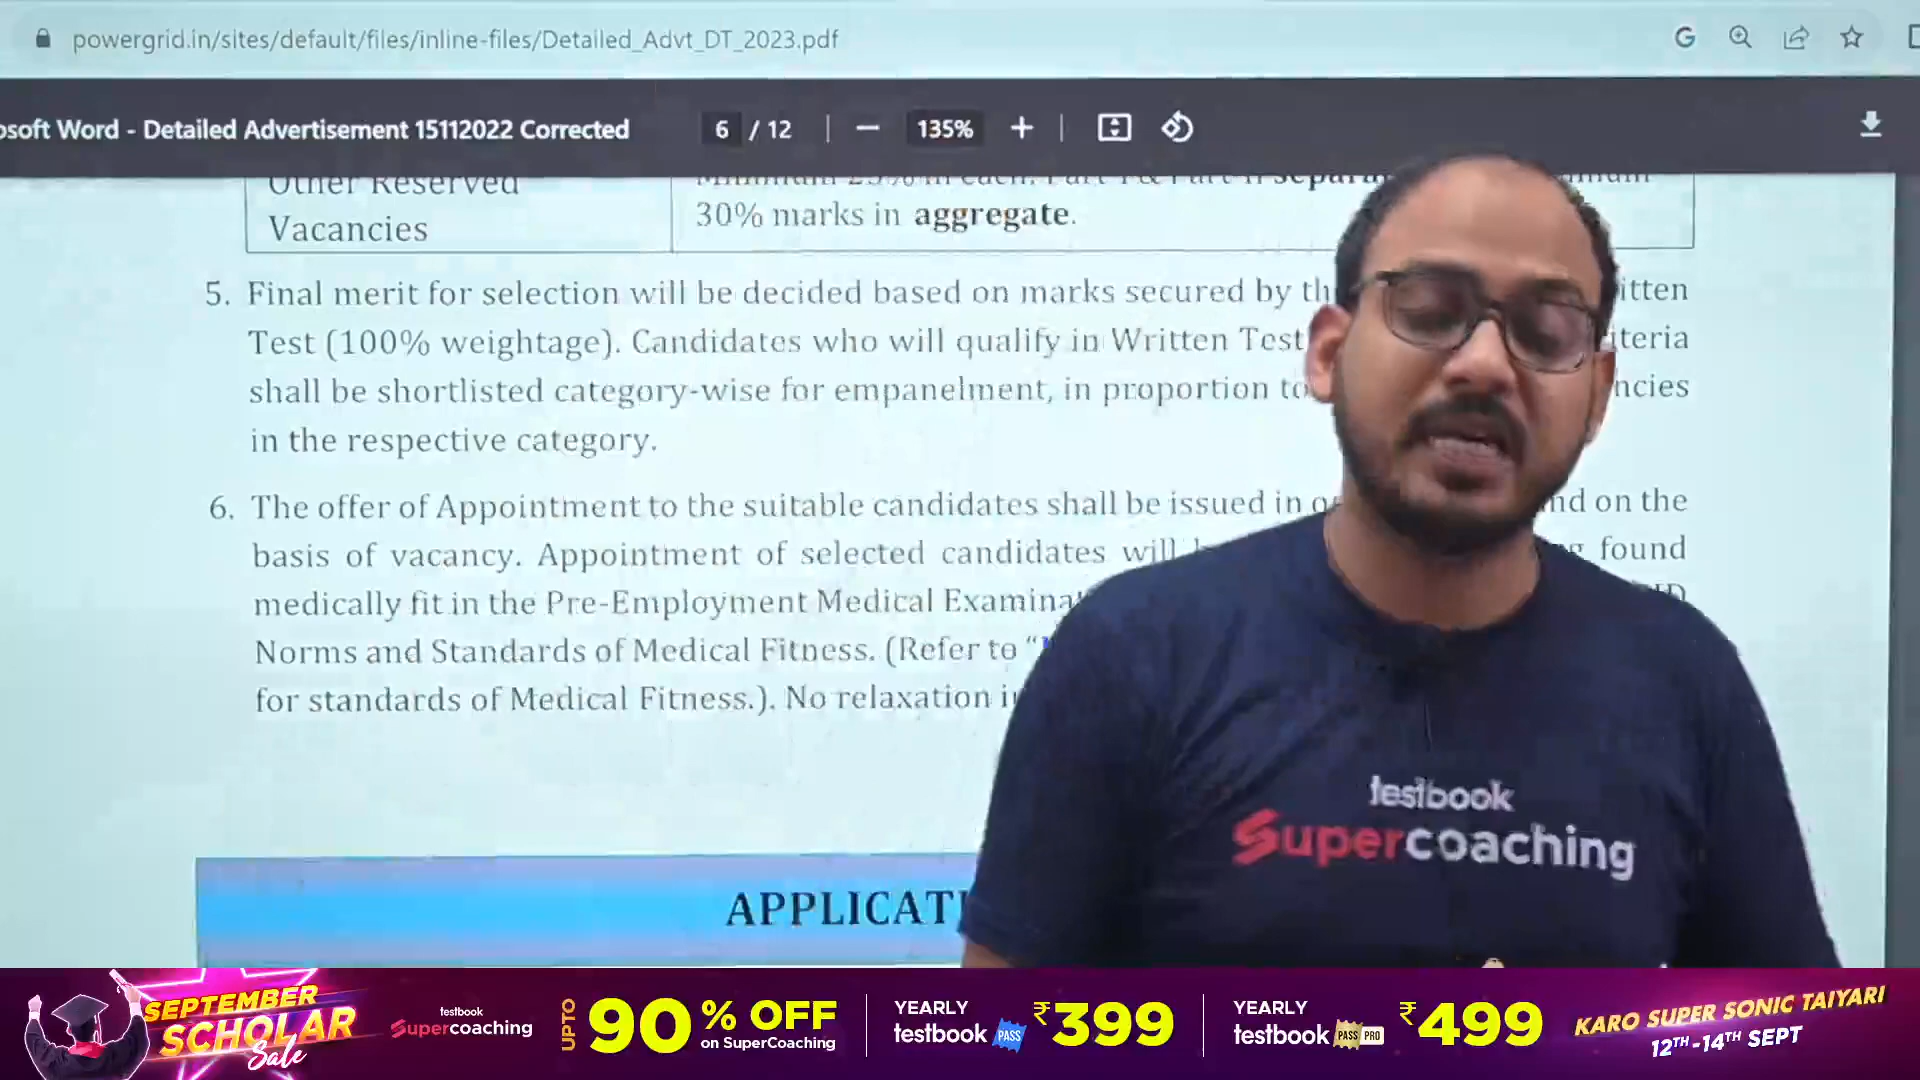 powergrid.in/sites/default/files/inline-files/Detailed_Advt_DT_2023.pdf
osoft Word - Detailed Advertisement 15112022 Corrected 6 / 12 135%
Other Reserved
Vacancies
30% marks in aggregate.
5. Final merit for selection will be decided based on marks secured by
Test (100% weightage). Candidates who will qualify in Written Test
shall be shortlisted category-wise for empanelment, in proportion to
in the respective category.
6. The offer of Appointment to the suitable candidates shall be issued in on the
basis of vacancy. Appointment of selected candidates will found
medically fit in the Pre-Employment Medical
Norms and Standards of Medical Fitness. (Refer to “
for standards of Medical Fitness.). No relaxation
APPLICATI
testbook
Supercoaching
SEPTEMBER
SCHOLAR
Sale
testbook
Supercoaching
UPTO 90% OFF
on SuperCoaching
YEARLY
testbook PASS ₹399
YEARLY
testbook PASS PRO ₹499
KARO SUPER SONIC TAIYARI
12TH-14TH SEPT